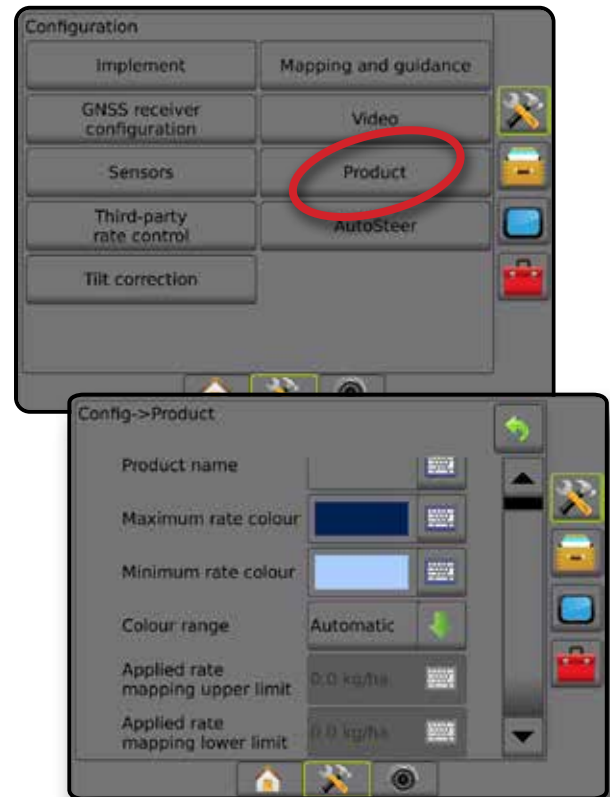 Configuration
Implement
Mapping and guidance
GNSS receiver
configuration
Video
Sensors
Product
Third-party
rate control
AutoSteer
Tilt correction
Config->Product
Product name
Maximum rate colour
Minimum rate colour
Colour range
Automatic
Applied rate
mapping upper limit
0.0 kg/ha
Applied rate
mapping lower limit
0.0 kg/ha